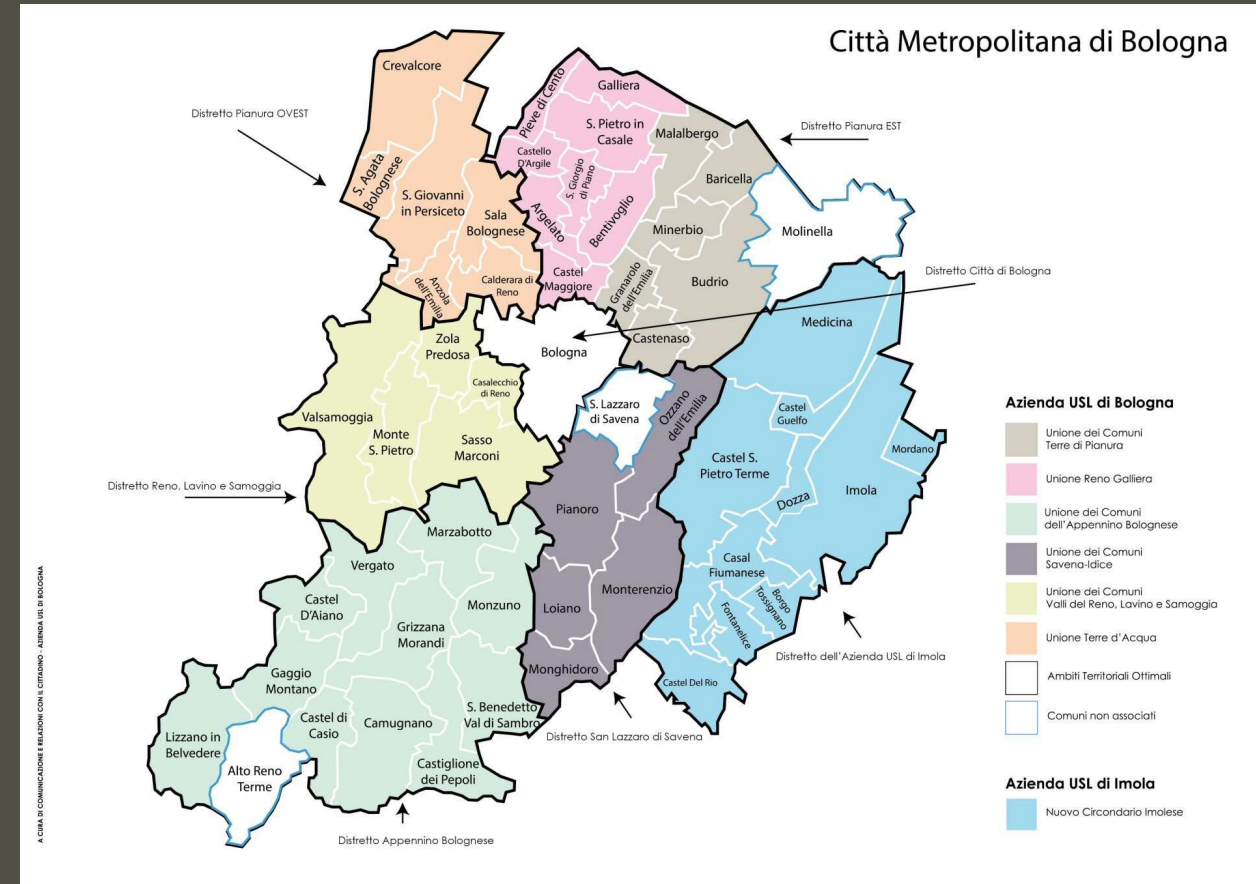 Città Metropolitana di Bologna
Crevalcore
Galliera
Pieve di Cento
Distretto Pianura OVEST
S. Pietro in
Casale
Malalbergo
Distretto Pianura EST
Castello
D'Argile
S. Agata
Bolognese
S. Giorgio
di Piano
Baricella
S. Giovanni
in Persiceto
Sala
Bolognese
Argelato
Bentivoglio
Minerbio
Molinella
Distretto Città di Bologna
Anzola
dell'Emilia
Calderara di
Reno
Castel
Maggiore
Granarolo
dell'Emilia
Budrio
Medicina
Zola
Predosa
Bologna
Castenaso
Casalecchio
di Reno
S. Lazzaro
di Savena
Ozzano
dell'Emilia
Castel
Guelfo
Valsamoggia
Monte
S. Pietro
Sasso
Marconi
Castel S.
Pietro Terme
Mordano
Imola
Dozza
Distretto Reno, Lavino e Samoggia
Pianoro
Marzabotto
Vergato
Casal
Fiumanese
Castel
D'Aiano
Monzuno
Loiano
Monterenzio
Borgo
Tossignano
Fontanelice
Grizzana
Morandi
Distretto dell'Azienda USL di Imola
Gaggio
Montano
Monghidoro
Castel Del Rio
Lizzano in
Belvedere
Castel di
Casio
Camugnano
S. Benedetto
Val di Sambro
Distretto San Lazzaro di Savena
Alto Reno
Terme
Castiglione
dei Pepoli
Distretto Appennino Bolognese
Azienda USL di Bologna
Unione dei Comuni
Terre di Pianura
Unione Reno Galliera
Unione dei Comuni
dell'Appennino Bolognese
Unione dei Comuni
Savena-Idice
Unione dei Comuni
Valli del Reno, Lavino e Samoggia
Unione Terre d'Acqua
Ambiti Territoriali Ottimali
Comuni non associati
Azienda USL di Imola
Nuovo Circondario Imolese
A CURA DI COMUNICAZIONE E RELAZIONI CON IL CITTADINO - AZIENDA USL DI BOLOGNA